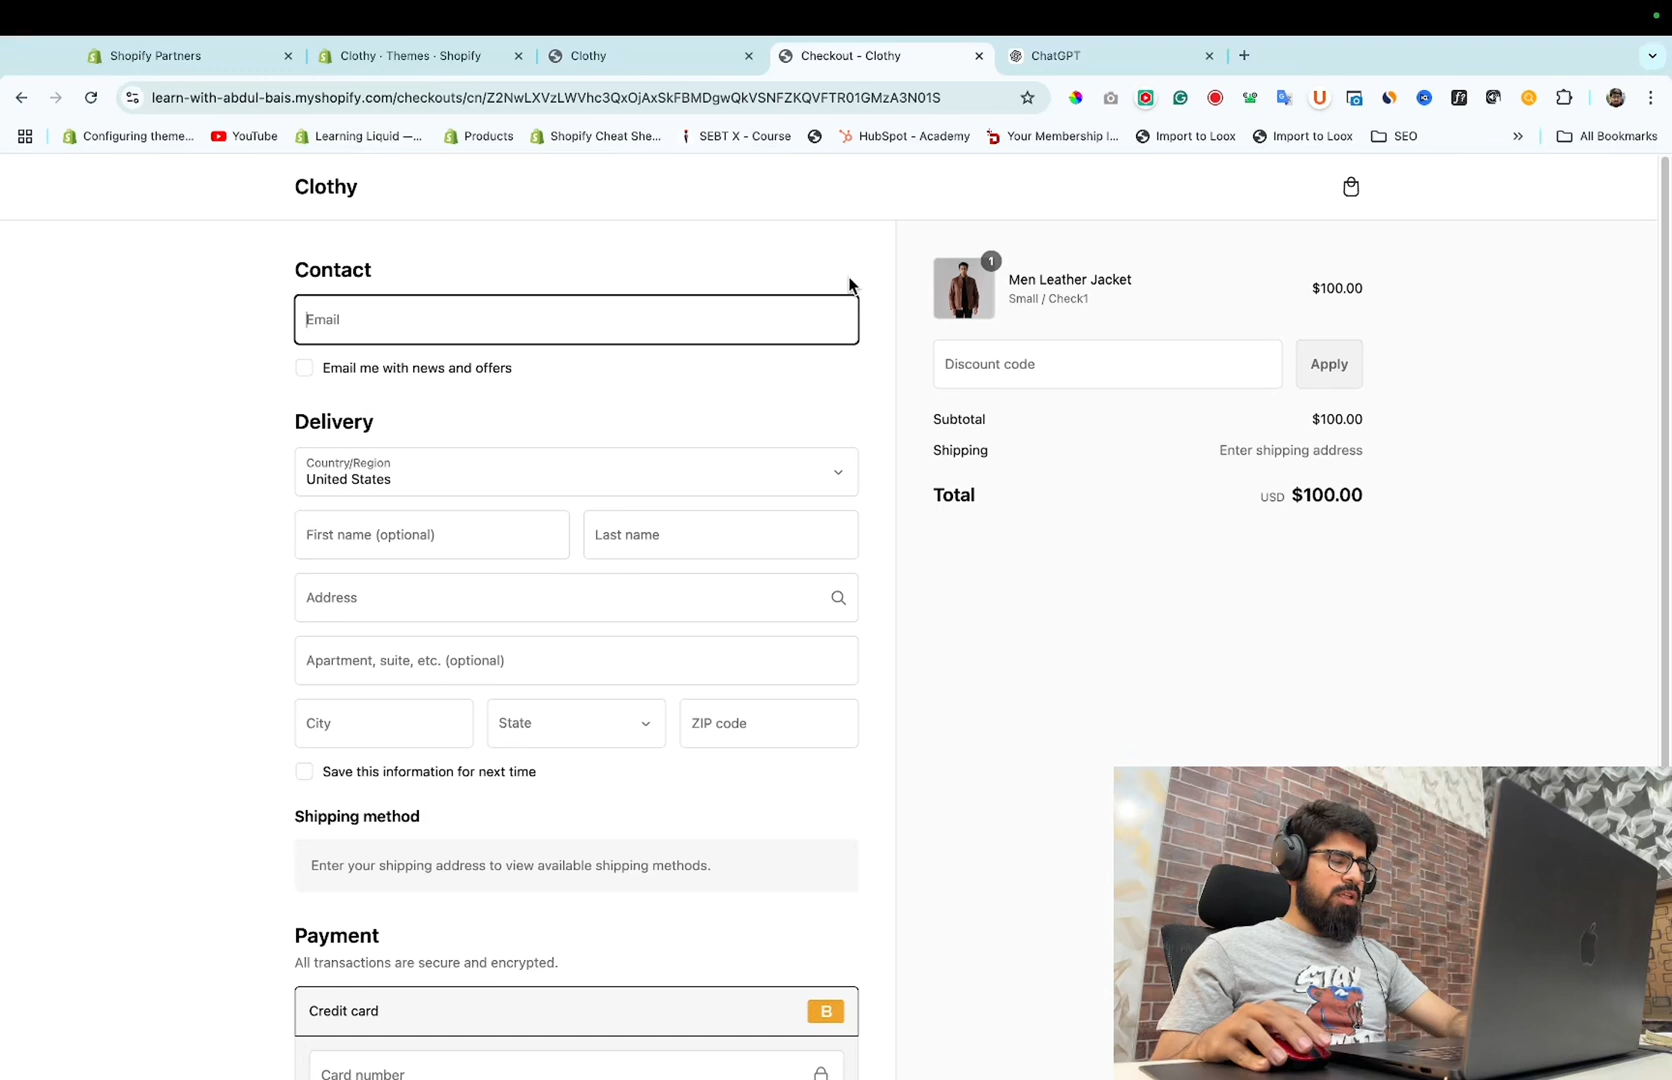 Shopify Partners
Clothy · Themes · Shopify
Clothy
Checkout - Clothy
ChatGPT
learn-with-abdul-bais.myshopify.com/checkouts/cn/Z2NwLXVzLWVhc3QxOjAxSkFBMDgwQkVSNFZKQVFTR01GMzA3N01S
Configuring theme...
YouTube
Learning Liquid —...
Products
Shopify Cheat She...
SEBT X - Course
HubSpot - Academy
Your Membership I...
Import to Loox
Import to Loox
SEO
»
All Bookmarks
Clothy
Contact
Email
Email me with news and offers
Delivery
Country/Region
United States
First name (optional)
Last name
Address
Apartment, suite, etc. (optional)
City
State
ZIP code
Save this information for next time
Shipping method
Enter your shipping address to view available shipping methods.
Payment
All transactions are secure and encrypted.
Credit card
B
Card number
1
Men Leather Jacket
$100.00
Small / Check1
Discount code
Apply
Subtotal
$100.00
Shipping
Enter shipping address
Total
USD $100.00
STAY